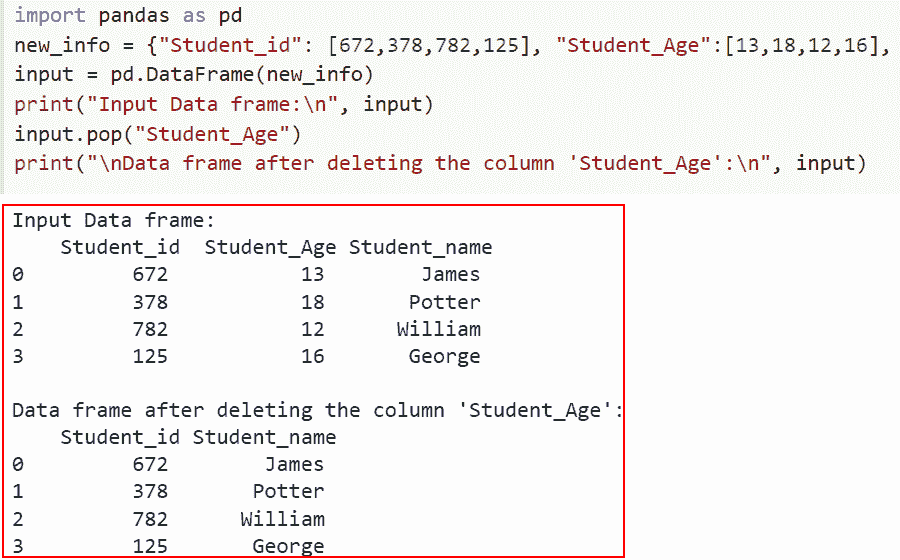 import pandas as pd
new_info = {"Student_id": [672,378,782,125], "Student_Age":[13,18,12,16],
input = pd.DataFrame(new_info)
print("Input Data frame:\n", input)
input.pop("Student_Age")
print("\nData frame after deleting the column 'Student_Age':\n", input)
Input Data frame:
    Student_id  Student_Age Student_name
0         672           13        James
1         378           18       Potter
2         782           12      William
3         125           16       George
Data frame after deleting the column 'Student_Age':
    Student_id Student_name
0         672        James
1         378       Potter
2         782      William
3         125       George